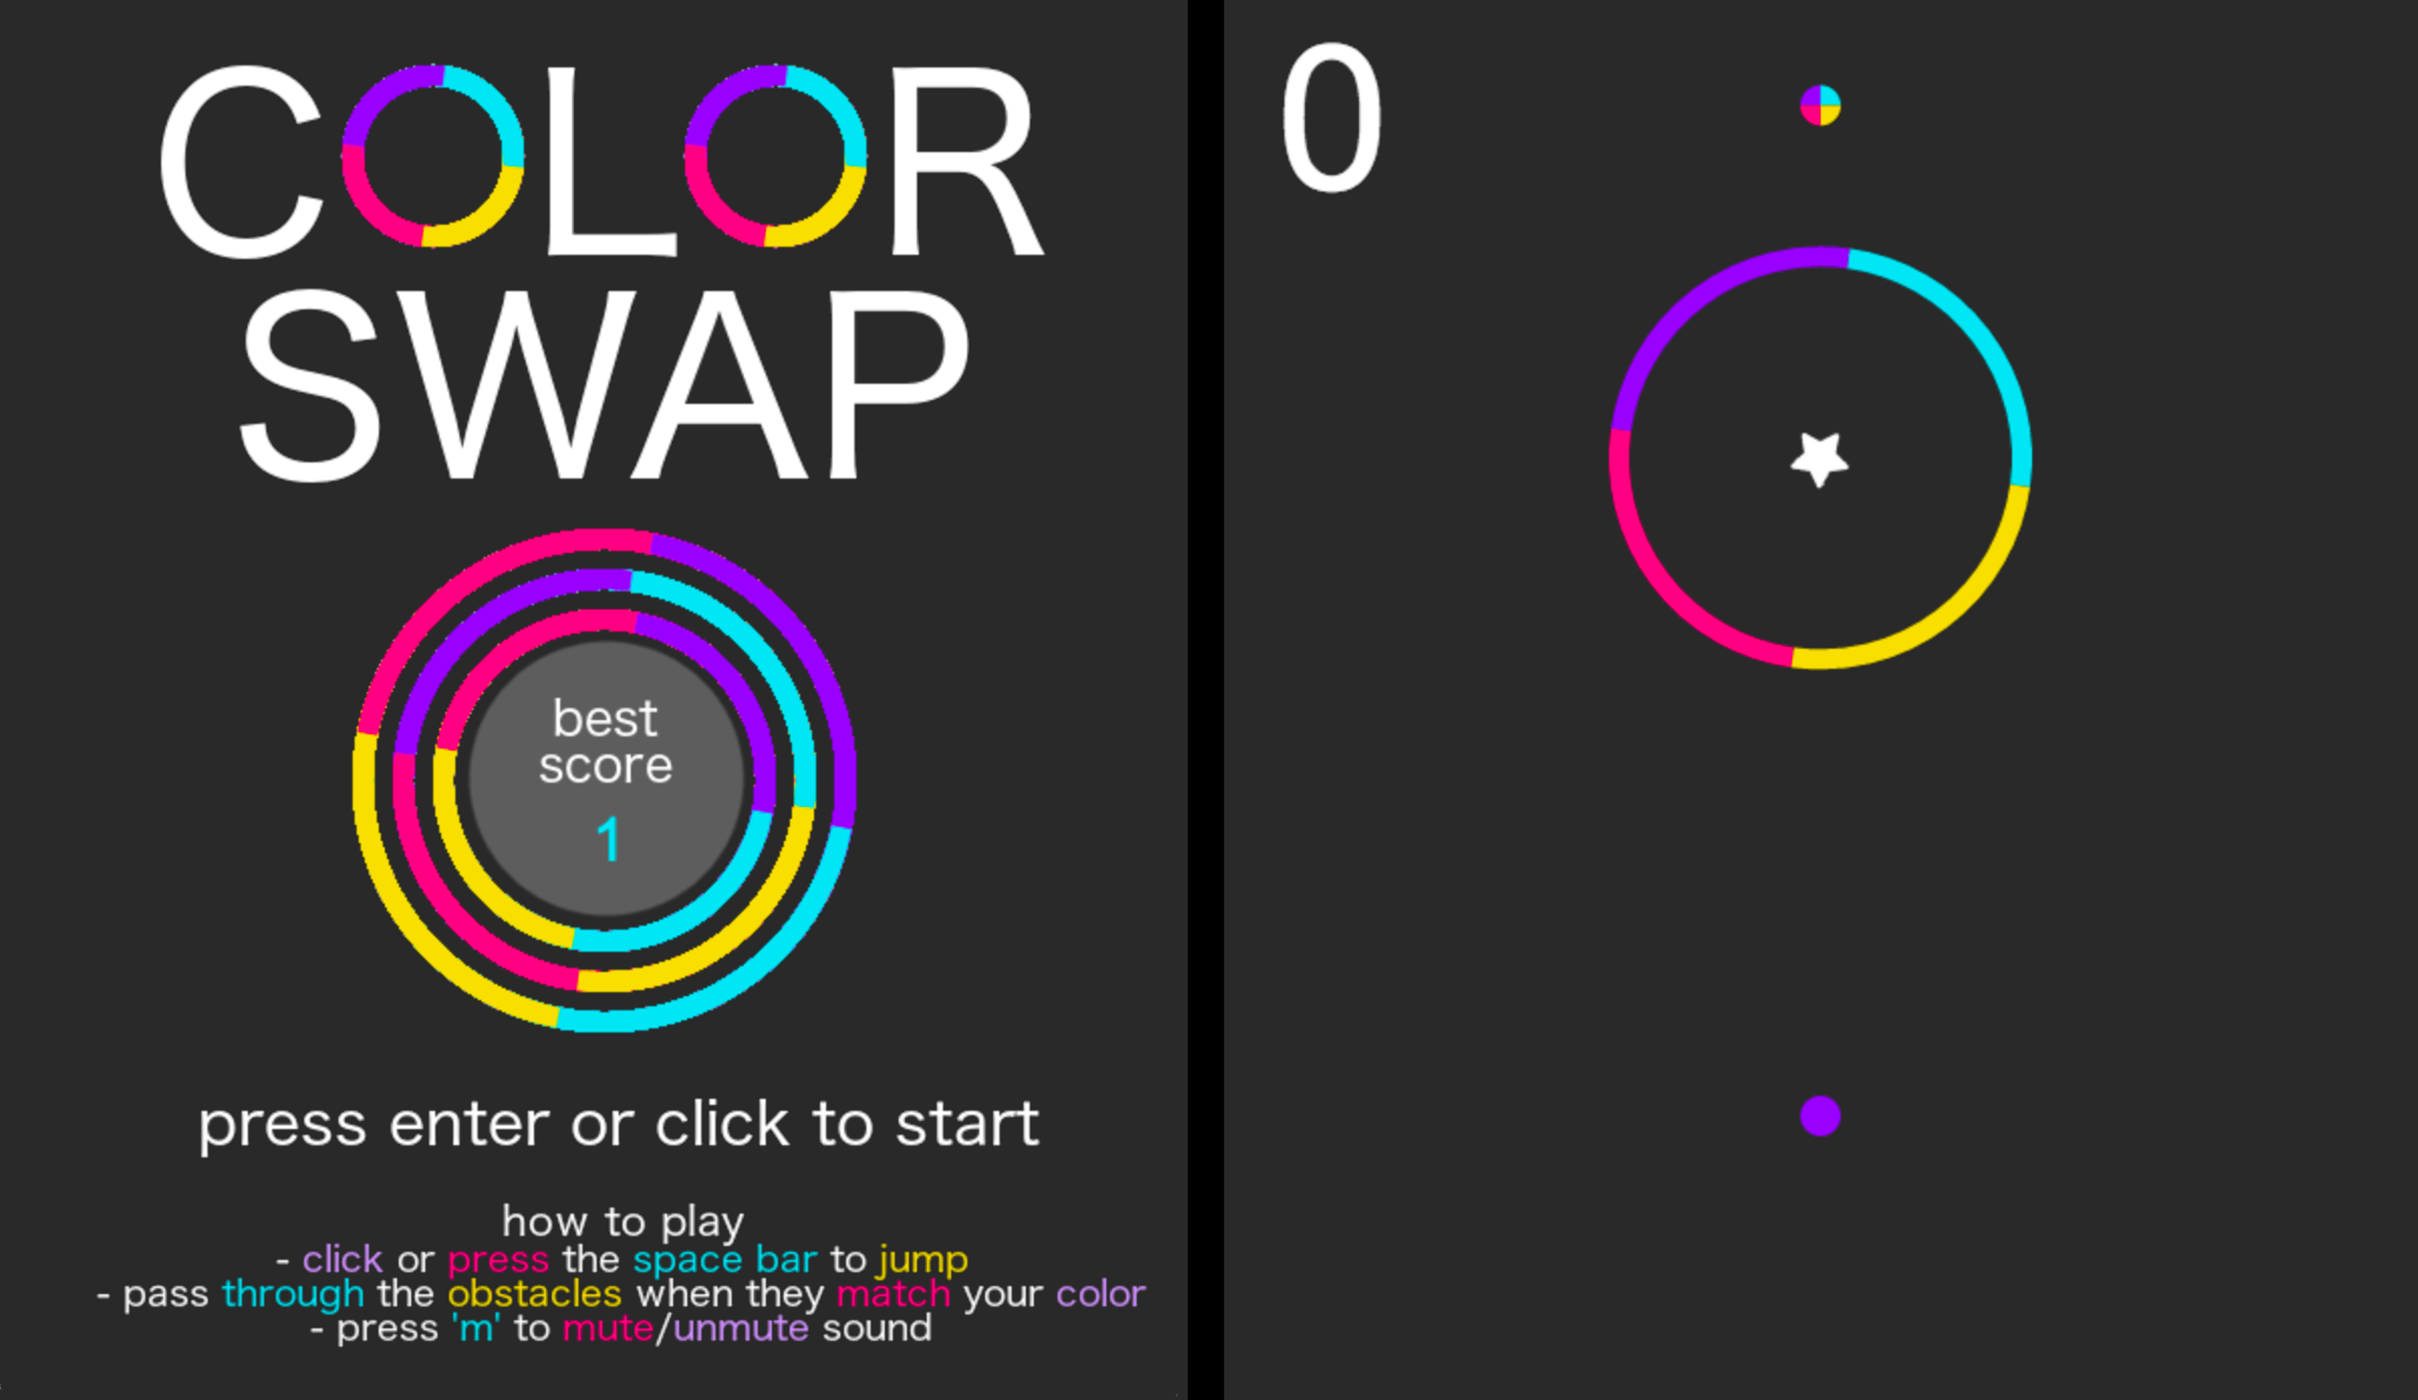 COLOR
SWAP
best
score
1
press enter or click to start
how to play
- click or press the space bar to jump
- pass through the obstacles when they match your color
- press 'm' to mute/unmute sound
0